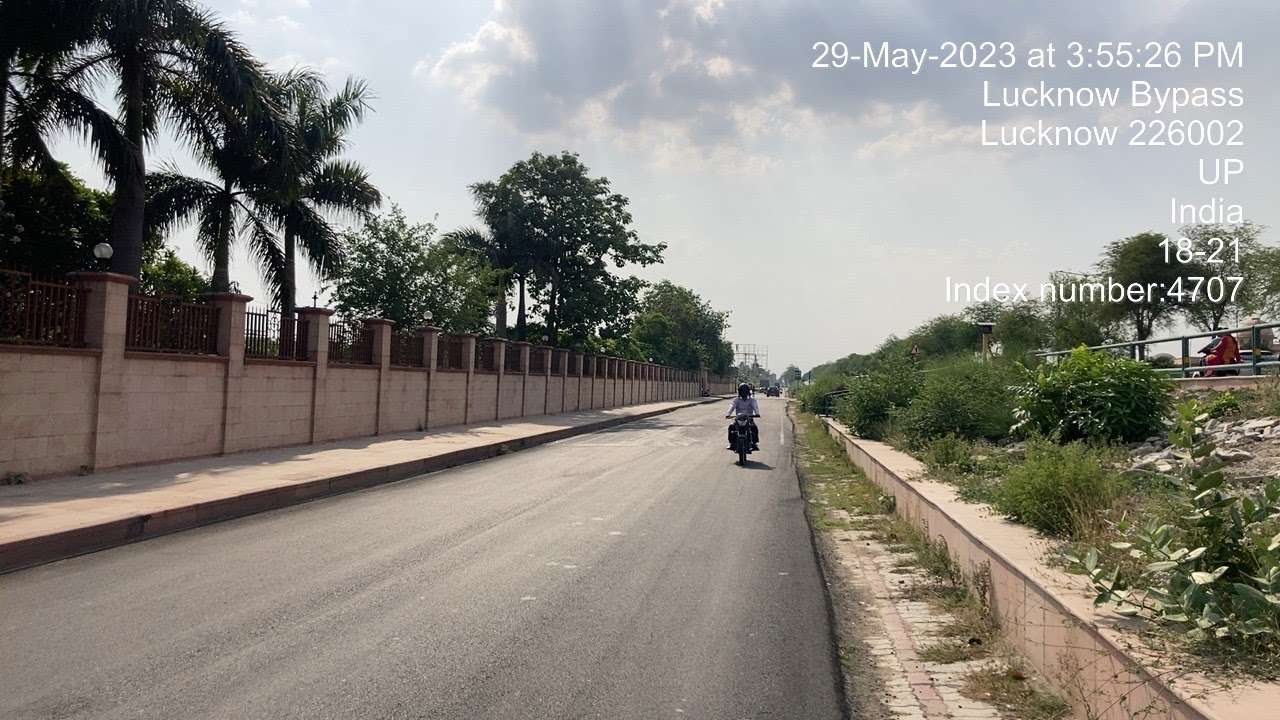 29-May-2023 at 3:55:26 PM
Lucknow Bypass
Lucknow 226002
UP
India
18-21
Index number:4707